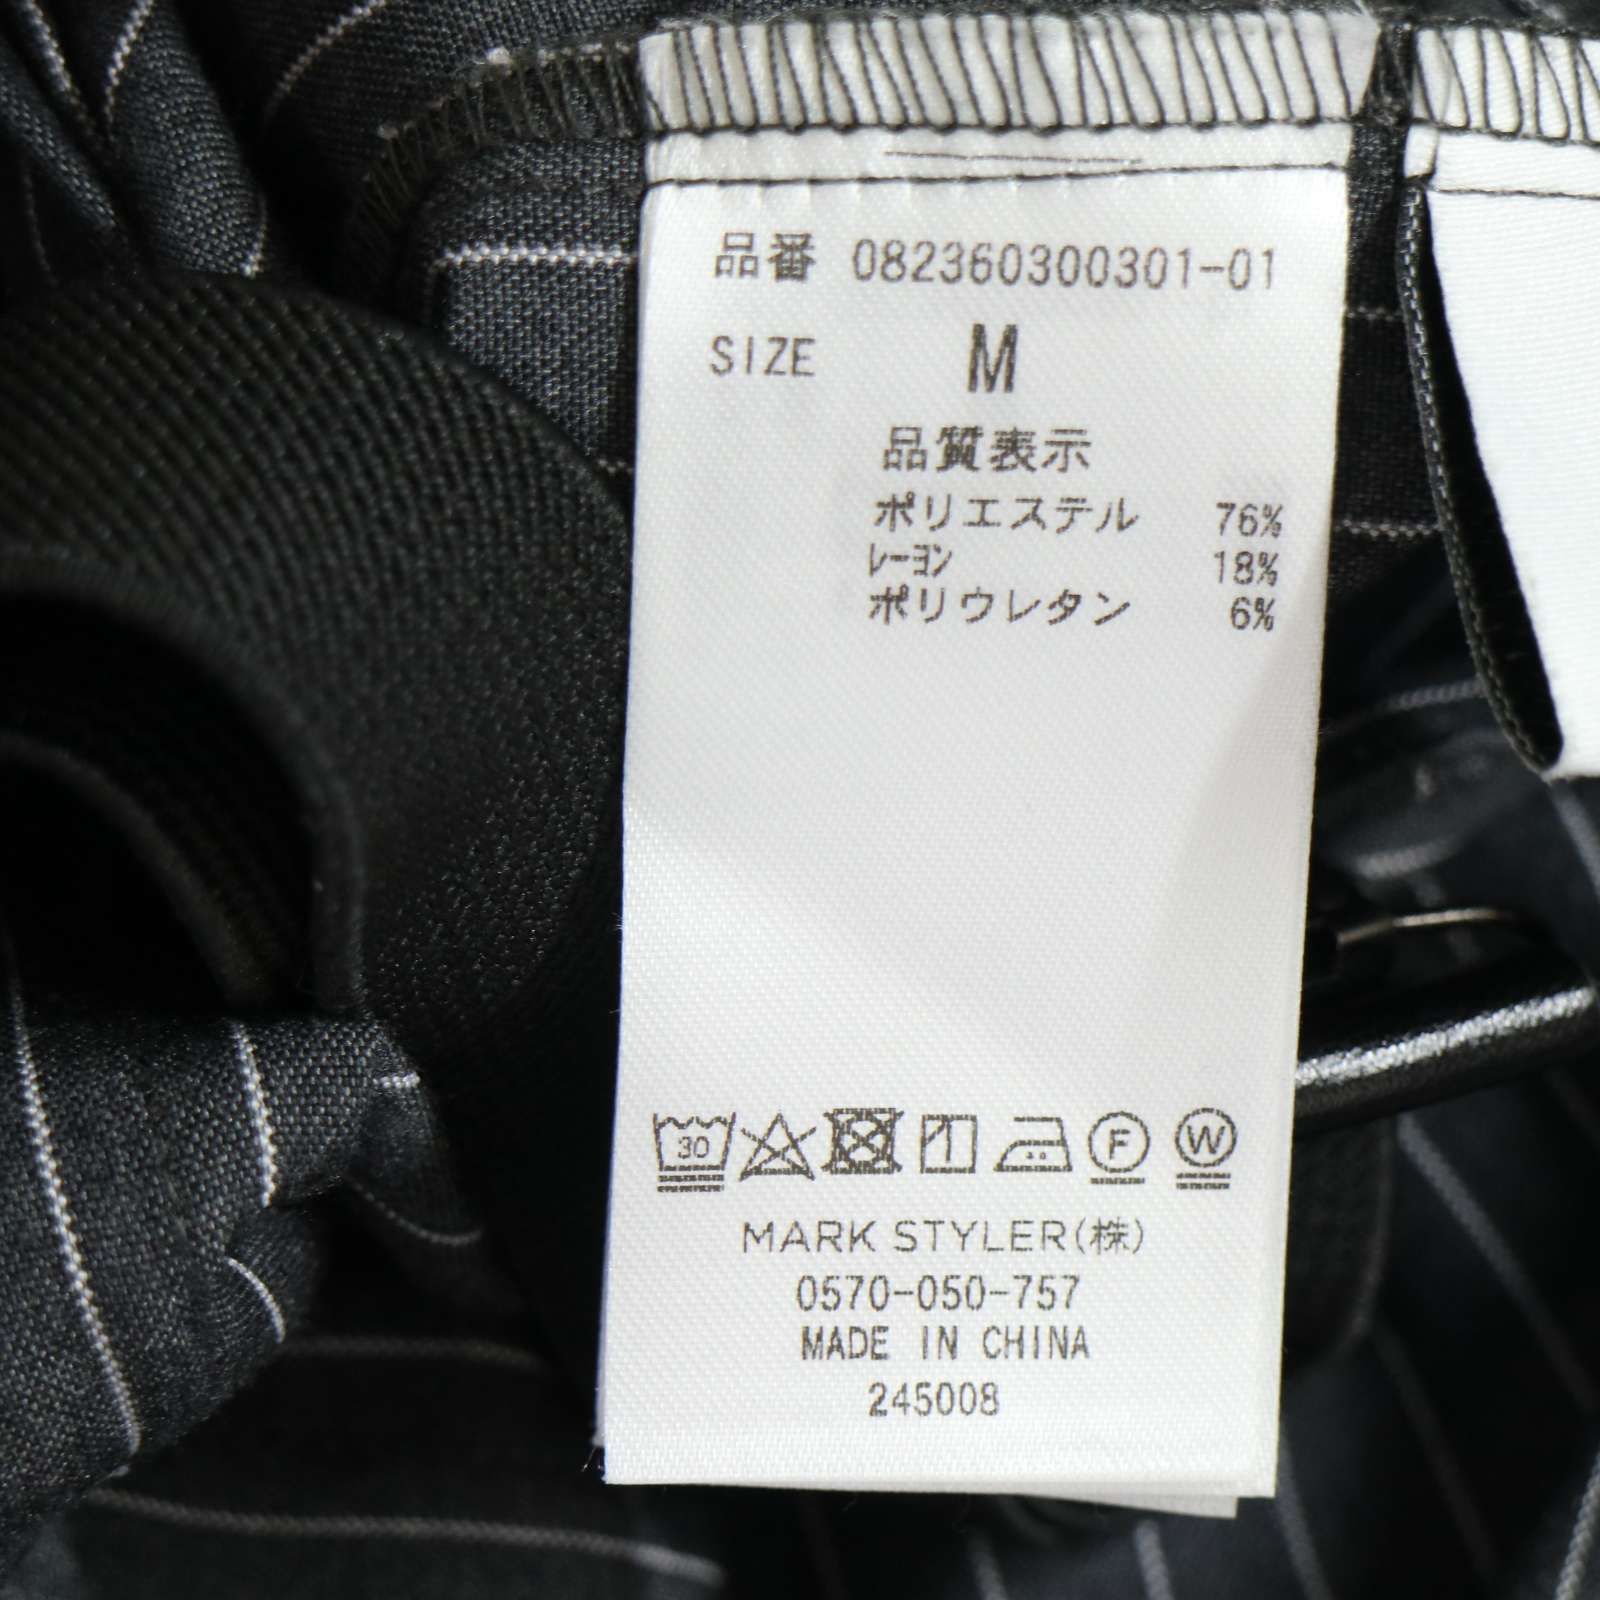 品番 082360300301-01
SIZE M
品質表示
ポリエステル 76%
レーヨン 18%
ポリウレタン 6%
30 F W
MARK STYLER(株)
0570-050-757
MADE IN CHINA
245008